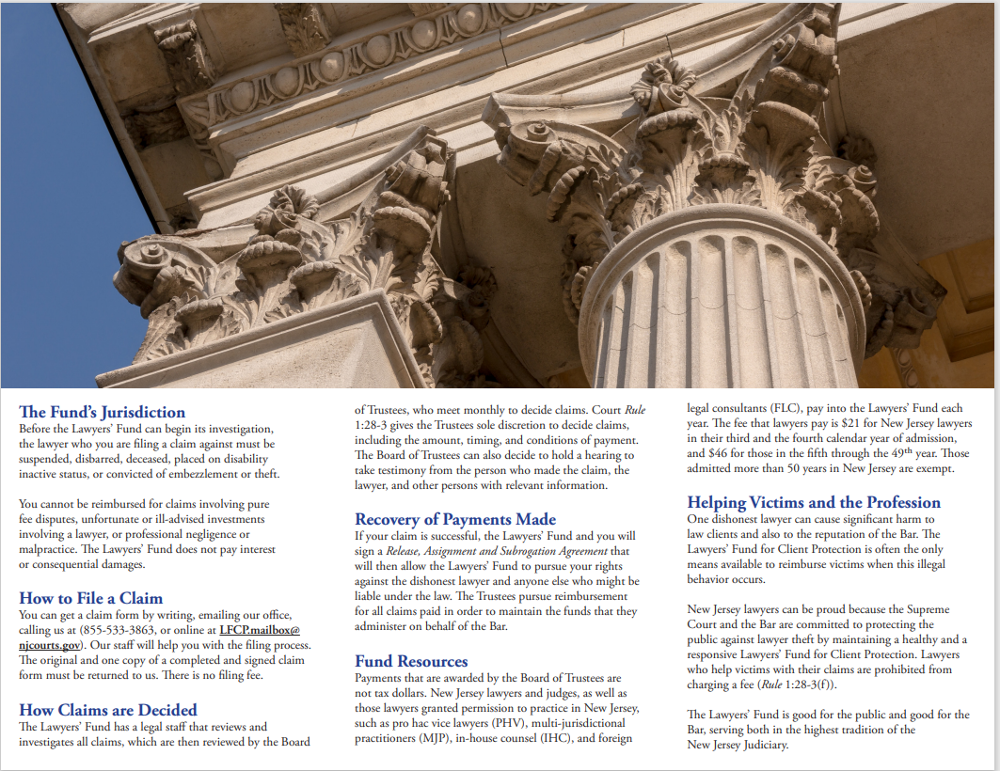 The Fund's Jurisdiction
Before the Lawyers' Fund can begin its investigation,
the lawyer who you are filing a claim against must be
suspended, disbarred, deceased, placed on disability
inactive status, or convicted of embezzlement or theft.
You cannot be reimbursed for claims involving pure
fee disputes, unfortunate or ill-advised investments
involving a lawyer, or professional negligence or
malpractice. The Lawyers' Fund does not pay interest
or consequential damages.
How to File a Claim
You can get a claim form by writing, emailing our office,
calling us at (855-533-3863, or online at LFCP.mailbox@
njcourts.gov). Our staff will help you with the filing process.
The original and one copy of a completed and signed claim
form must be returned to us. There is no filing fee.
How Claims are Decided
The Lawyers' Fund has a legal staff that reviews and
investigates all claims, which are then reviewed by the Board
of Trustees, who meet monthly to decide claims. Court Rule
1:28-3 gives the Trustees sole discretion to decide claims,
including the amount, timing, and conditions of payment.
The Board of Trustees can also decide to hold a hearing to
take testimony from the person who made the claim, the
lawyer, and other persons with relevant information.
Recovery of Payments Made
If your claim is successful, the Lawyers' Fund and you will
sign a Release, Assignment and Subrogation Agreement that
will then allow the Lawyers' Fund to pursue your rights
against the dishonest lawyer and anyone else who might be
liable under the law. The Trustees pursue reimbursement
for all claims paid in order to maintain the funds that they
administer on behalf of the Bar.
Fund Resources
Payments that are awarded by the Board of Trustees are
not tax dollars. New Jersey lawyers and judges, as well as
those lawyers granted permission to practice in New Jersey,
such as pro hac vice lawyers (PHV), multi-jurisdictional
practitioners (MJP), in-house counsel (IHC), and foreign
legal consultants (FLC), pay into the Lawyers' Fund each
year. The fee that lawyers pay is $21 for New Jersey lawyers
in their third and the fourth calendar year of admission,
and $46 for those in the fifth through the 49th year. Those
admitted more than 50 years in New Jersey are exempt.
Helping Victims and the Profession
One dishonest lawyer can cause significant harm to
law clients and also to the reputation of the Bar. The
Lawyers' Fund for Client Protection is often the only
means available to reimburse victims when this illegal
behavior occurs.
New Jersey lawyers can be proud because the Supreme
Court and the Bar are committed to protecting the
public against lawyer theft by maintaining a healthy and a
responsive Lawyers' Fund for Client Protection. Lawyers
who help victims with their claims are prohibited from
charging a fee (Rule 1:28-3(f)).
The Lawyers' Fund is good for the public and good for the
Bar, serving both in the highest tradition of the
New Jersey Judiciary.